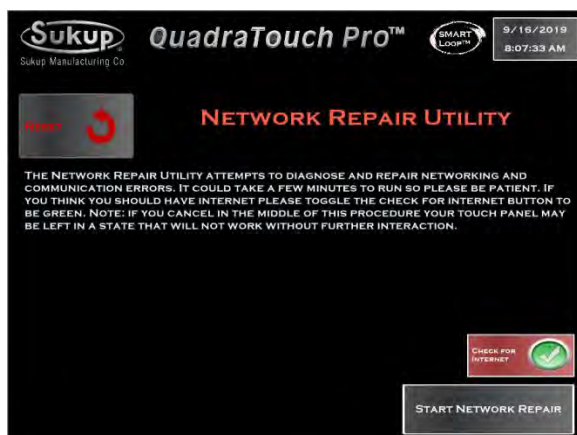 Sukup
Sukup Manufacturing Co
QuadraTouch Pro™
SMART
LOOP™
9/16/2019
8:07:33 AM
RESET
NETWORK REPAIR UTILITY
THE NETWORK REPAIR UTILITY ATTEMPTS TO DIAGNOSE AND REPAIR NETWORKING AND
COMMUNICATION ERRORS. IT COULD TAKE A FEW MINUTES TO RUN SO PLEASE BE PATIENT. IF
YOU THINK YOU SHOULD HAVE INTERNET PLEASE TOGGLE THE CHECK FOR INTERNET BUTTON TO
BE GREEN. NOTE: IF YOU CANCEL IN THE MIDDLE OF THIS PROCEDURE YOUR TOUCH PANEL MAY
BE LEFT IN A STATE THAT WILL NOT WORK WITHOUT FURTHER INTERACTION.
CHECK FOR
INTERNET
START NETWORK REPAIR